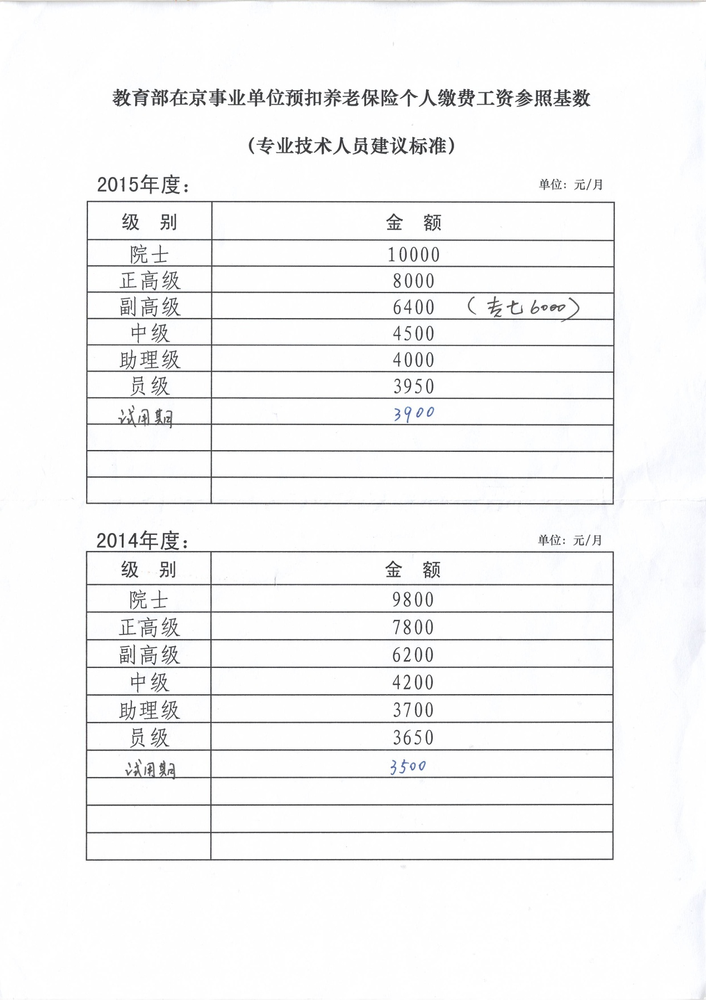 教育部在京事业单位预扣养老保险个人缴费工资参照基数
（专业技术人员建议标准）
2015年度： 单位：元/月
级 别 金 额
院士 10000
正高级 8000
副高级 6400 （专七6000）
中级 4500
助理级 4000
员级 3950
试用期 3900
2014年度： 单位：元/月
级 别 金 额
院士 9800
正高级 7800
副高级 6200
中级 4200
助理级 3700
员级 3650
试用期 3500